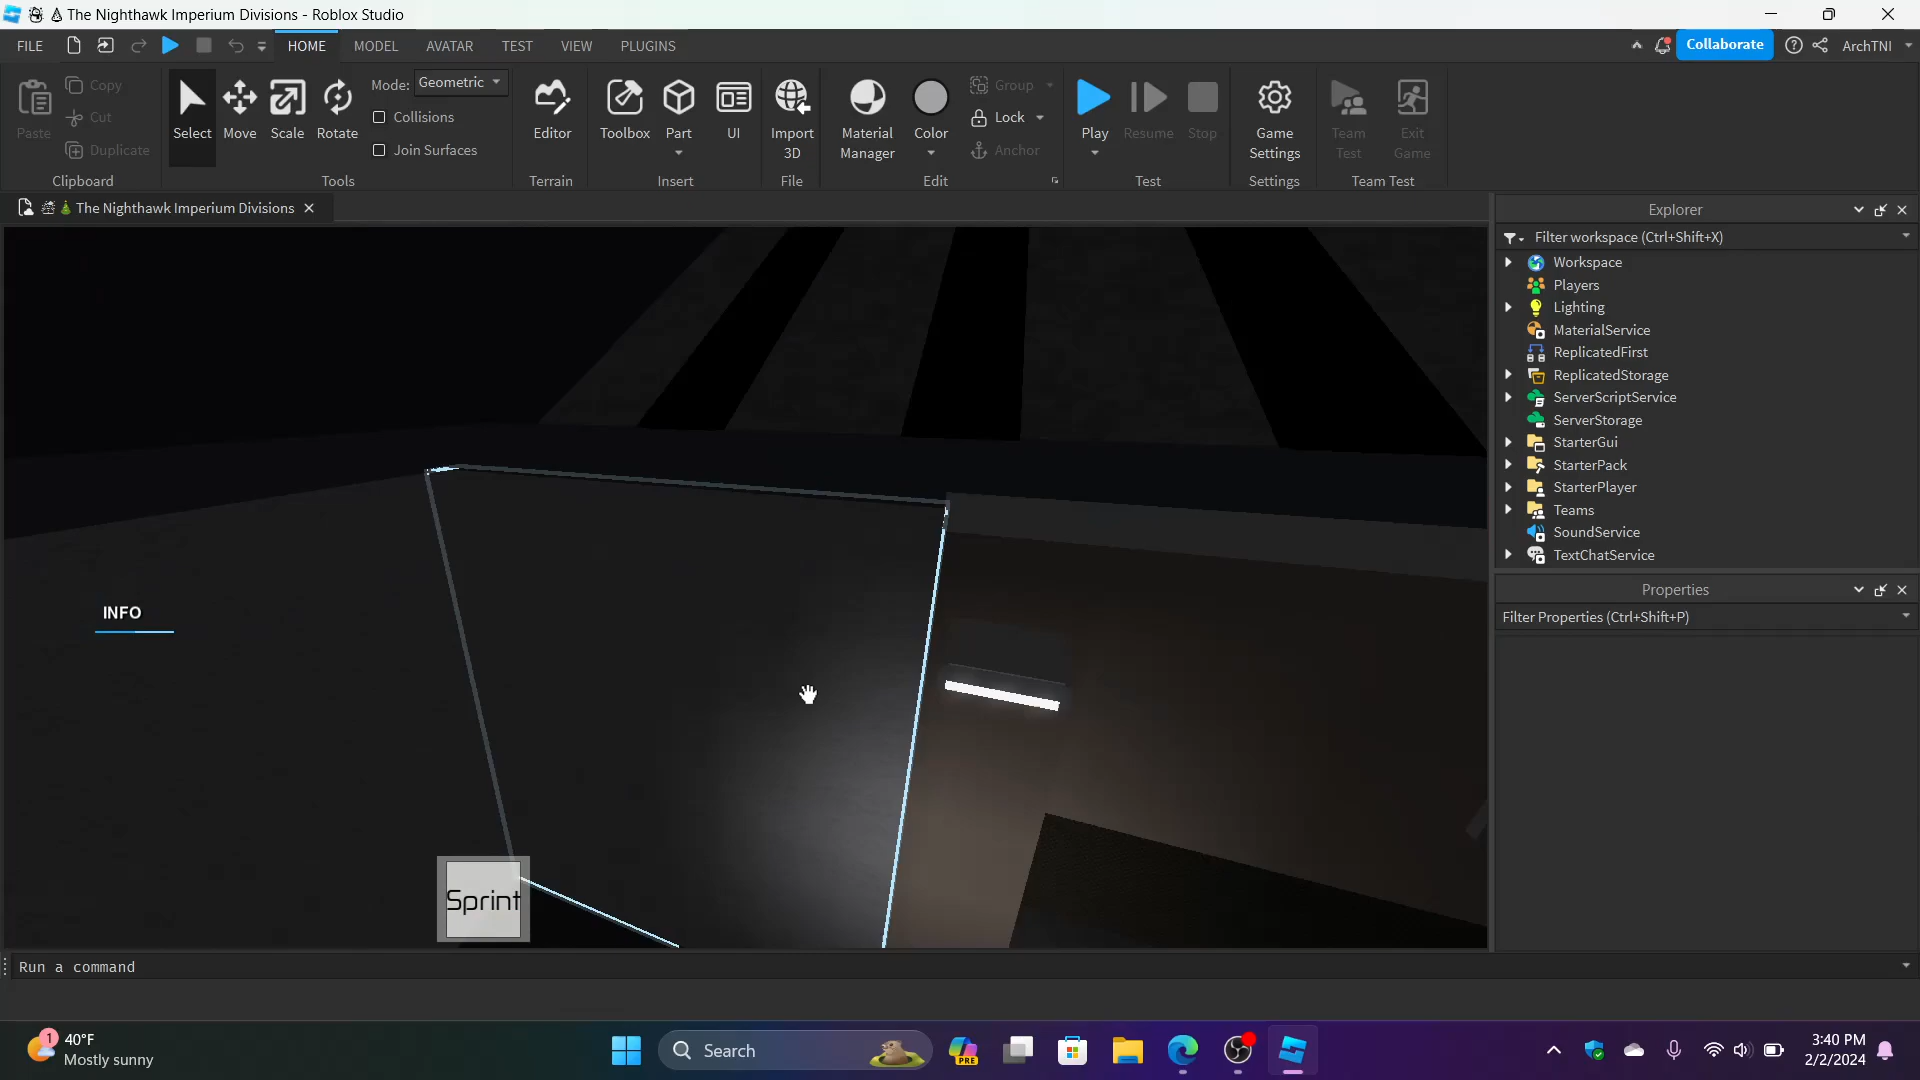 The Nighthawk Imperium Divisions - Roblox Studio
FILE
HOME
MODEL
AVATAR
TEST
VIEW
PLUGINS
Collaborate
ArchTNI
Paste
Copy
Cut
Duplicate
Clipboard
Select
Move
Scale
Rotate
Mode: Geometric
Collisions
Join Surfaces
Tools
Editor
Terrain
Toolbox
Part
UI
Insert
Import
3D
File
Material
Manager
Color
Group
Lock
Anchor
Edit
Play
Resume
Stop
Test
Game
Settings
Settings
Team
Test
Exit
Game
Team Test
The Nighthawk Imperium Divisions
INFO
Sprint
Explorer
Filter workspace (Ctrl+Shift+X)
Workspace
Players
Lighting
MaterialService
ReplicatedFirst
ReplicatedStorage
ServerScriptService
ServerStorage
StarterGui
StarterPack
StarterPlayer
Teams
SoundService
TextChatService
Properties
Filter Properties (Ctrl+Shift+P)
Run a command
1
40°F
Mostly sunny
Search
PRE
3:40 PM
2/2/2024